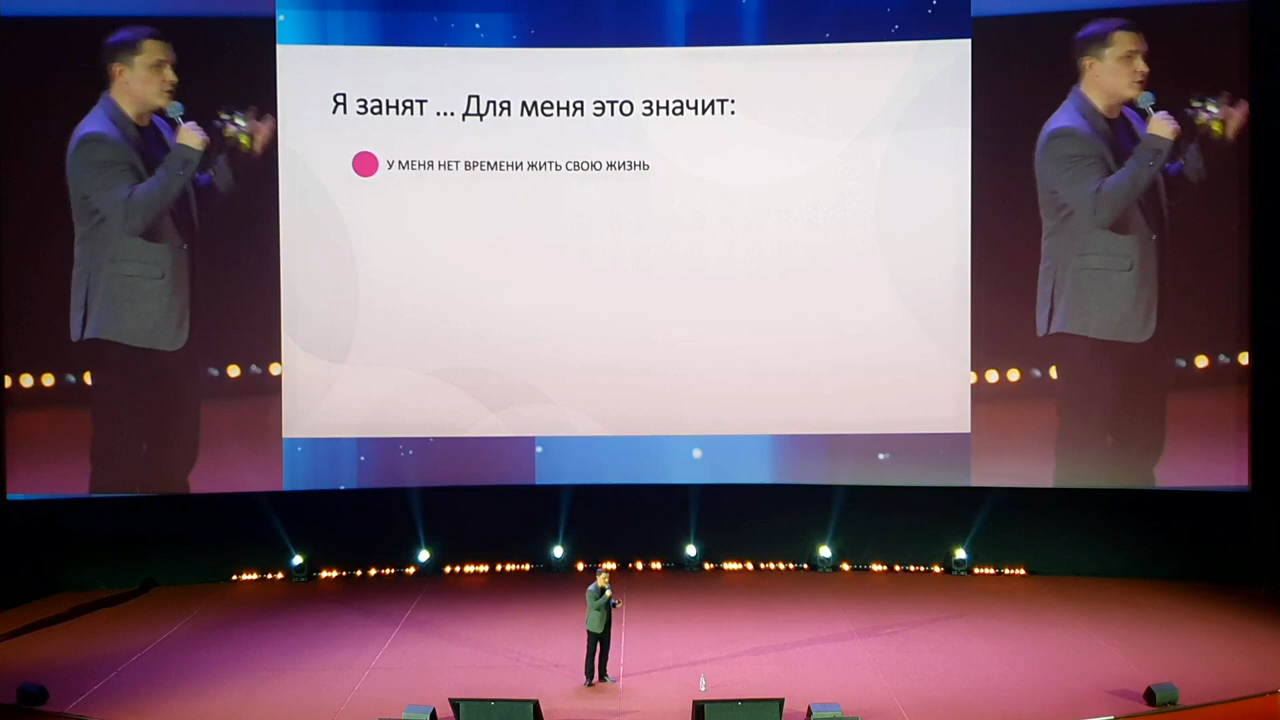 Я занят ... Для меня это значит:
У МЕНЯ НЕТ ВРЕМЕНИ ЖИТЬ СВОЮ ЖИЗНЬ